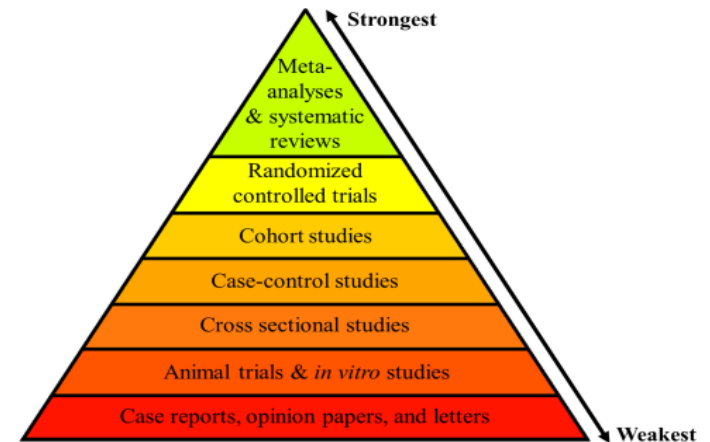 Strongest
Meta-
analyses
& systematic
reviews
Randomized
controlled trials
Cohort studies
Case-control studies
Cross sectional studies
Animal trials & in vitro studies
Case reports, opinion papers, and letters
Weakest